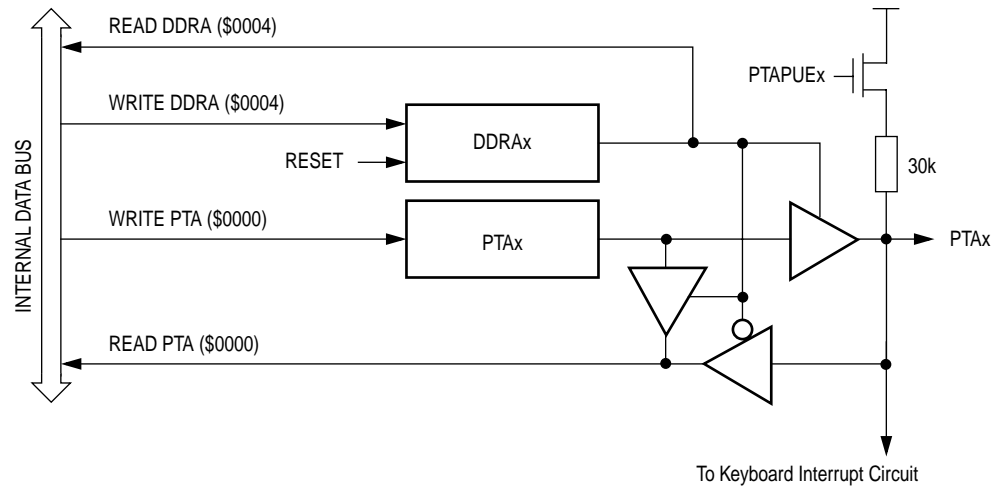 READ DDRA ($0004)
PTAPUEx
WRITE DDRA ($0004)
DDRAx
RESET
30k
INTERNAL DATA BUS
WRITE PTA ($0000)
PTAx
PTAx
READ PTA ($0000)
To Keyboard Interrupt Circuit